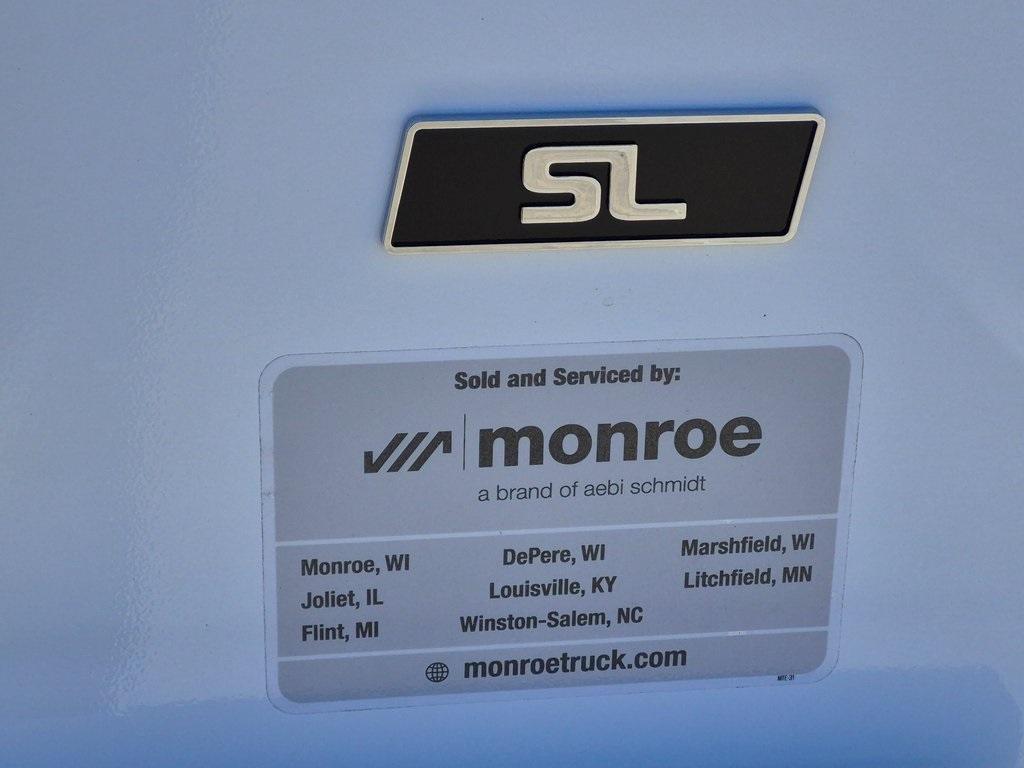 SL
Sold and Serviced by:
monroe
a brand of aebi schmidt
Monroe, WI DePere, WI Marshfield, WI
Joliet, IL Louisville, KY Litchfield, MN
Flint, MI Winston-Salem, NC
monroetruck.com